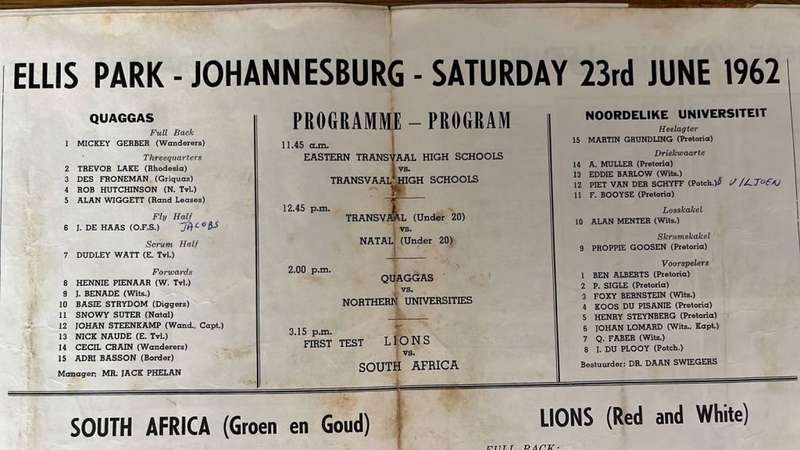 ELLIS PARK - JOHANNESBURG - SATURDAY 23rd JUNE 1962
QUAGGAS
Full Back
1 MICKEY GERBER (Wanderers)
Threequarters
2 TREVOR LAKE (Rhodesia)
3 DES FRONEMAN (Griquas)
4 ROB HUTCHINSON (N. Tvl.)
5 ALAN WIGGETT (Rand Leases)
Fly Half
6 J. DE HAAS (O.F.S.) JACOBS
Scrum Half
7 DUDLEY WATT (E. Tvl.)
Forwards
8 HENNIE PIENAAR (W. Tvl.)
9 J. BENADE (Wits.)
10 BASIE STRYDOM (Diggers)
11 SNOWY SUTER (Natal)
12 JOHAN STEENKAMP (Wand., Capt.)
13 NICK NAUDE (E. Tvl.)
14 CECIL CRAIN (Wanderers)
15 ADRI BASSON (Border)
Manager: MR. JACK PHELAN
PROGRAMME — PROGRAM
11.45 a.m.
EASTERN TRANSVAAL HIGH SCHOOLS
vs.
TRANSVAAL HIGH SCHOOLS
12.45 p.m.
TRANSVAAL (Under 20)
vs.
NATAL (Under 20)
2.00 p.m.
QUAGGAS
vs.
NORTHERN UNIVERSITIES
3.15 p.m.
FIRST TEST LIONS
vs.
SOUTH AFRICA
NOORDELIKE UNIVERSITEIT
Heelagter
15 MARTIN GRUNDLING (Pretoria)
Driekwarte
14 A. MULLER (Pretoria)
13 EDDIE BARLOW (Wits.)
12 PIET VAN DER SCHYFF (Potch.) VILJOEN
11 F. BOOYSE (Pretoria)
Losskakel
10 ALAN MENTER (Wits.)
Skrumskakel
9 PROPPIE GOOSEN (Pretoria)
Voorspelers
1 BEN ALBERTS (Pretoria)
2 P. SIGLE (Pretoria)
3 FOXY BERNSTEIN (Wits.)
4 KOOS DU PISANIE (Pretoria)
5 HENRY STEYNBERG (Pretoria)
6 JOHAN LOMARD (Wits., Kapt.)
7 Q. FABER (Wits.)
8 J. DU PLOOY (Potch.)
Bestuurder: DR. DAAN SWIEGERS
SOUTH AFRICA (Groen en Goud)
LIONS (Red and White)
FULL BACK: